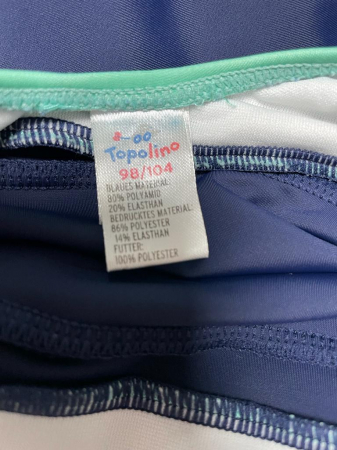 Topolino
98/104
BLAUES MATERIAL:
80% POLYAMID
20% ELASTHAN
BEDRUCKTES MATERIAL:
86% POLYESTER
14% ELASTHAN
FUTTER:
100% POLYESTER